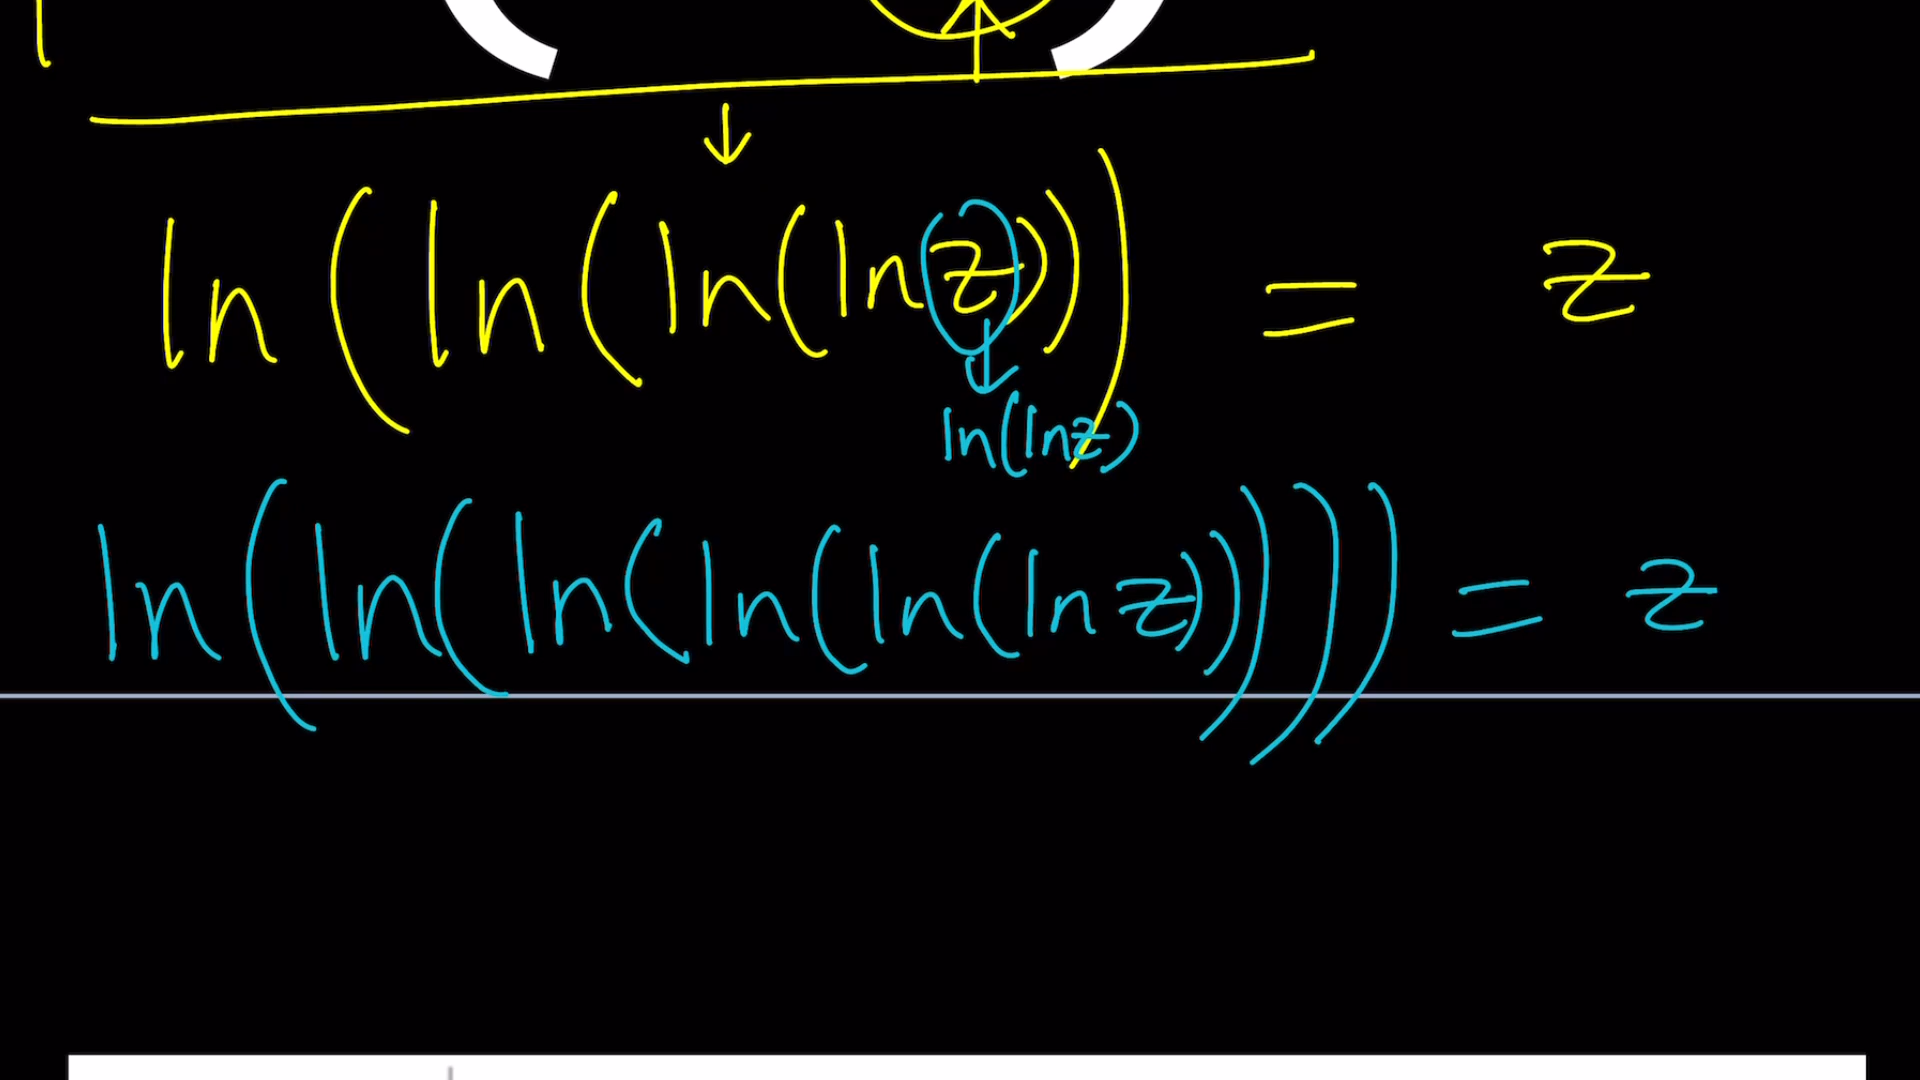 ln(ln(ln(ln z))) = z
ln(ln z)
ln(ln(ln(ln(ln(ln z))))) = z